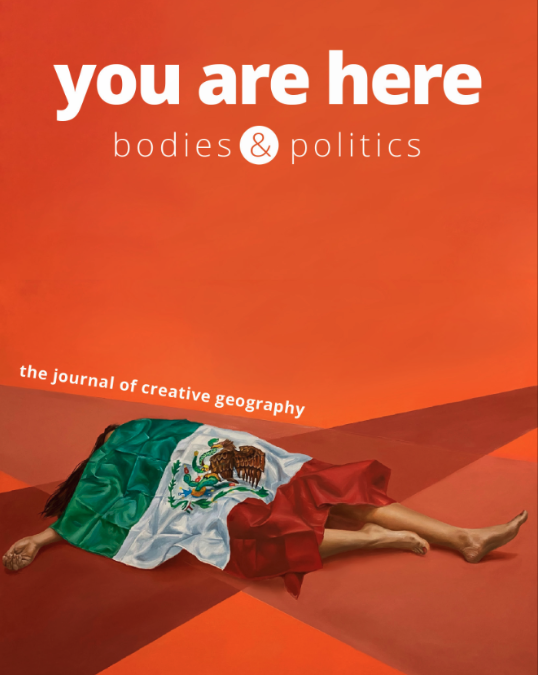 you are here
bodies & politics
the journal of creative geography